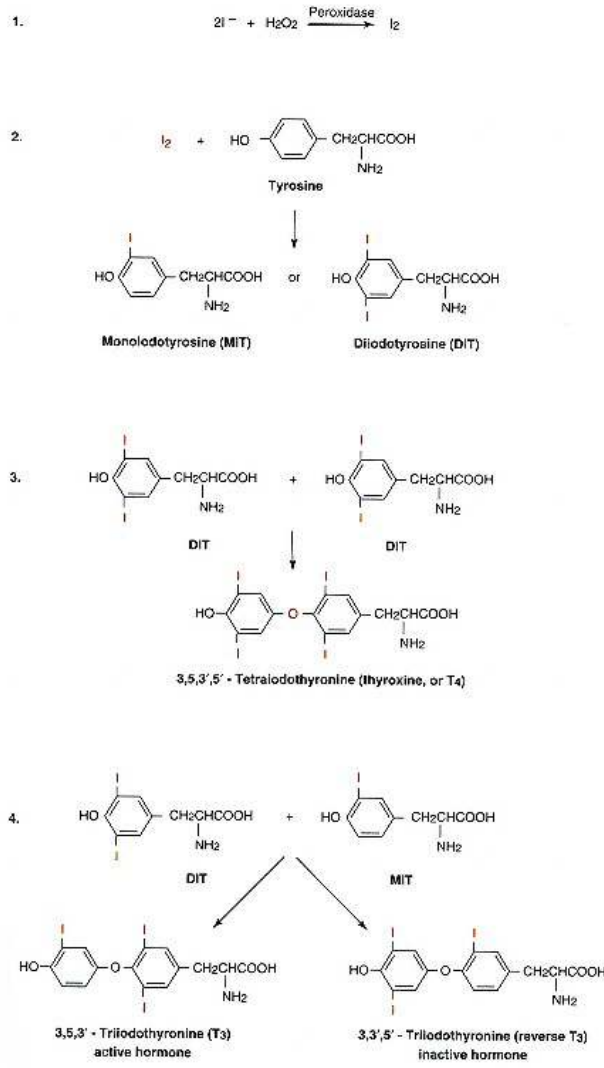 1.
2I⁻ + H₂O₂ Peroxidase I₂
2.
I₂ + HO CH₂CHCOOH
NH₂
Tyrosine
I I
HO CH₂CHCOOH or HO CH₂CHCOOH
NH₂ I NH₂
Monoiodotyrosine (MIT) Diiodotyrosine (DIT)
I I
3. HO CH₂CHCOOH + HO CH₂CHCOOH
I NH₂ I NH₂
DIT DIT
I I
HO O CH₂CHCOOH
I I NH₂
3,5,3′,5′ - Tetraiodothyronine (thyroxine, or T₄)
I I
4. HO CH₂CHCOOH + HO CH₂CHCOOH
I NH₂ NH₂
DIT MIT
I I I I
HO O CH₂CHCOOH HO O CH₂CHCOOH
I NH₂ I NH₂
3,5,3′ - Triiodothyronine (T₃) 3,3′,5′ - Triiodothyronine (reverse T₃)
active hormone inactive hormone